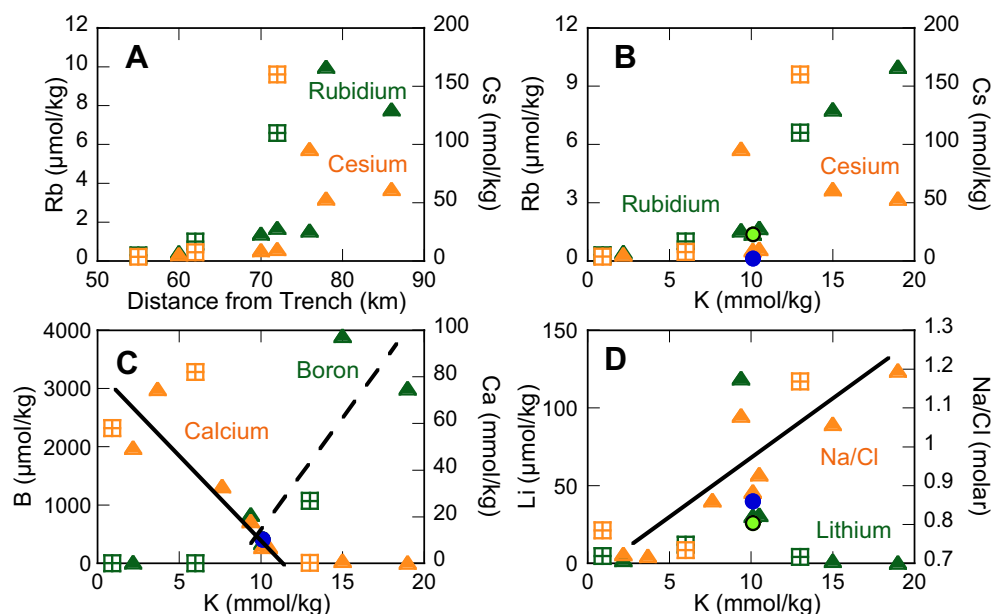 A
Rb (µmol/kg)
12
10
8
6
4
2
0
Rubidium
Cesium
200
150
100
50
0
Cs (mmol/kg)
50 60 70 80 90
Distance from Trench (km)
B
Rb (µmol/kg)
12
9
6
3
0
Rubidium
Cesium
200
150
100
50
0
Cs (mmol/kg)
0 5 10 15 20
K (mmol/kg)
C
B (µmol/kg)
4000
3000
2000
1000
0
Boron
Calcium
100
80
60
40
20
0
Ca (mmol/kg)
0 5 10 15 20
K (mmol/kg)
D
Li (µmol/kg)
150
100
50
0
Na/Cl
Lithium
1.3
1.2
1.1
1
0.9
0.8
0.7
Na/Cl (molar)
0 5 10 15 20
K (mmol/kg)